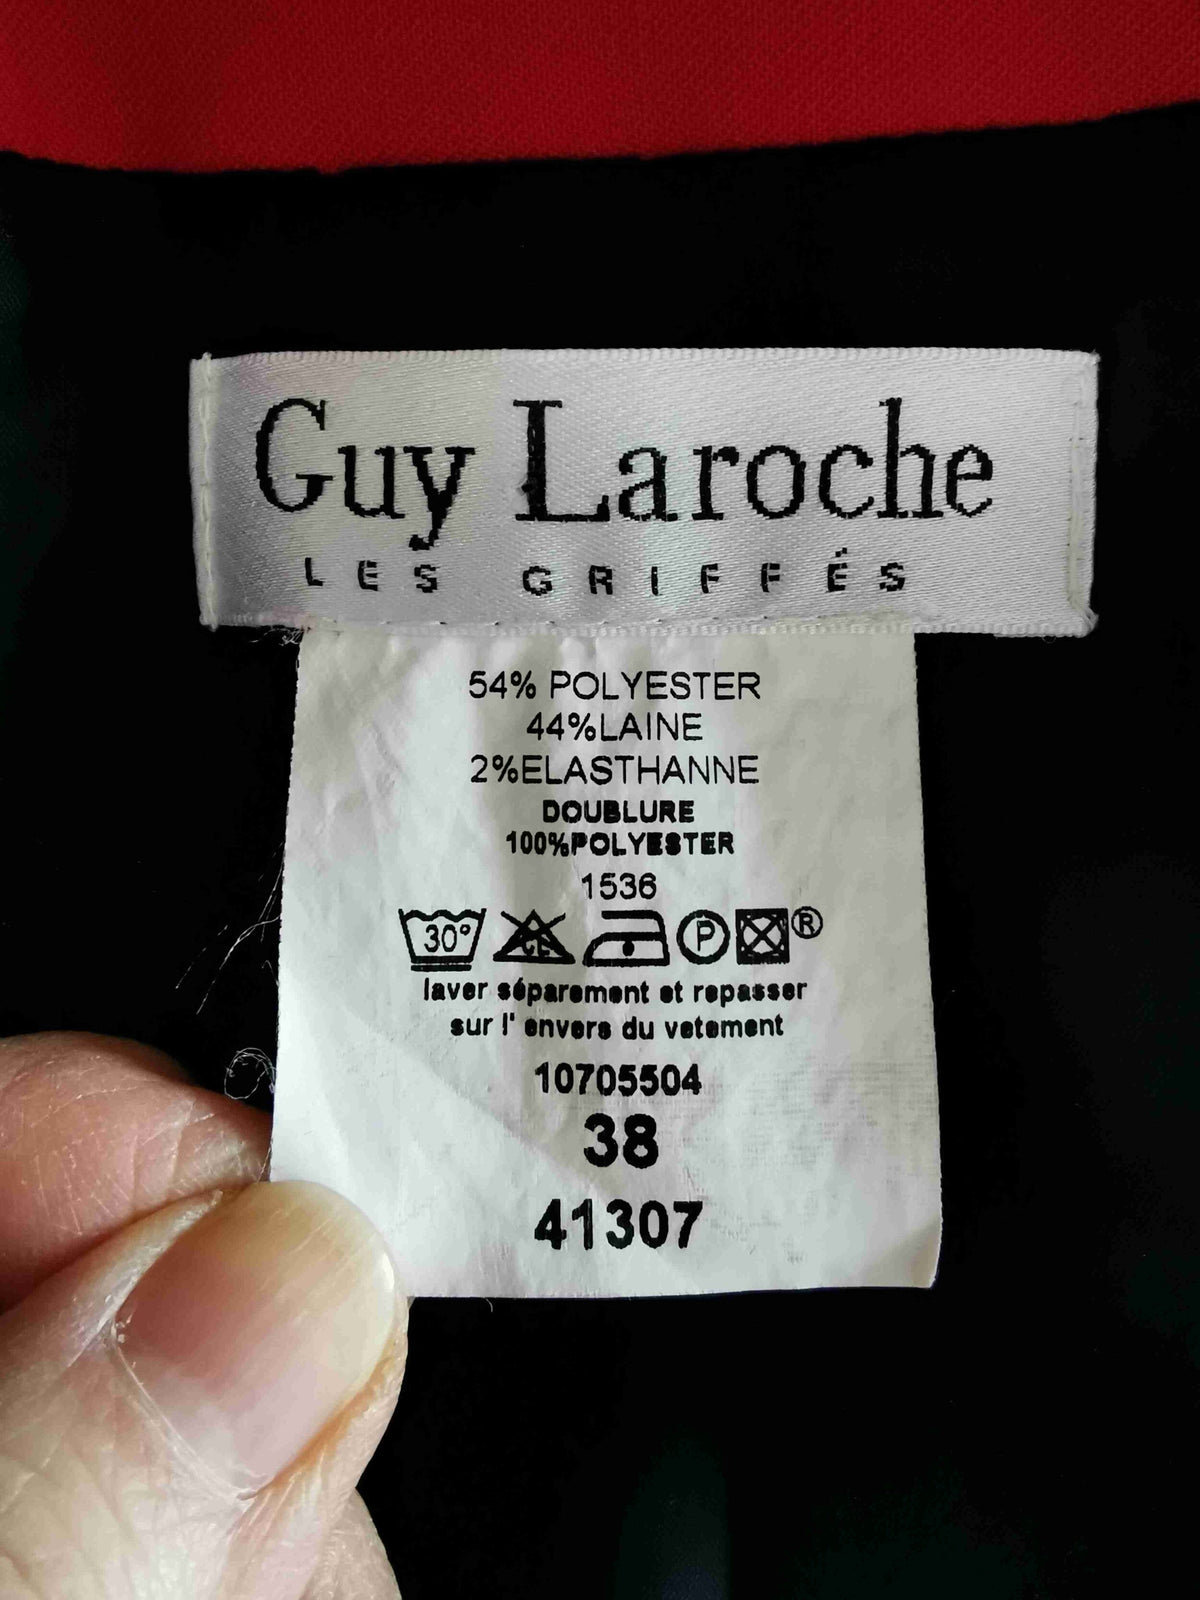 Guy Laroche
LES GRIFFÉS
54% POLYESTER
44%LAINE
2%ELASTHANNE
DOUBLURE
100%POLYESTER
1536
30° CL P ®
laver séparement et repasser
sur l' envers du vetement
10705504
38
41307